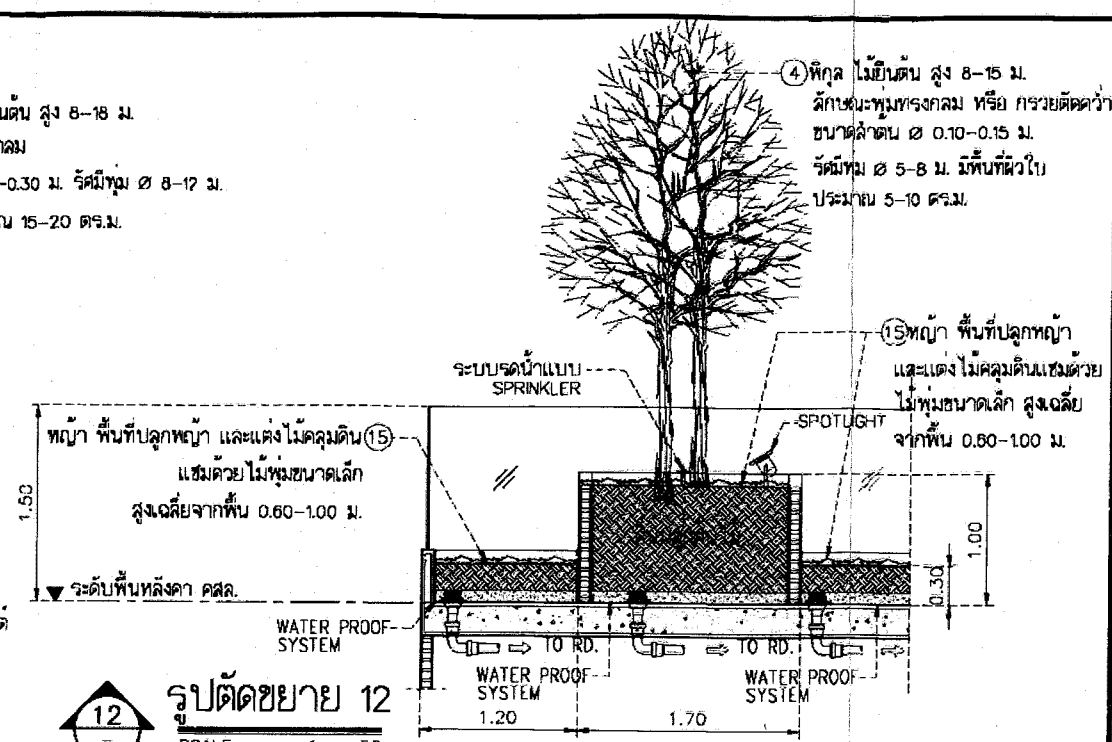 สูง 8-18 ม.
-0.30 ม. รัศมีพุ่ม Ø 8-12 ม.
15-20 ตร.ม.
4 พิกุล ไม้ยืนต้น สูง 8-15 ม.
ลักษณะพุ่มทรงกลม หรือ กรวยตัดคว่ำ
ขนาดลำต้น Ø 0.10-0.15 ม.
รัศมีพุ่ม Ø 5-8 ม. มีพื้นที่ผิวใบ
ประมาณ 5-10 ตร.ม.
15 หญ้า พื้นที่ปลูกหญ้า
และแต่งไม้คลุมดินแซมด้วย
ไม้พุ่มขนาดเล็ก สูงเฉลี่ย
จากพื้น 0.60-1.00 ม.
ระบบรดน้ำแบบ
SPRINKLER
SPOTLIGHT
หญ้า พื้นที่ปลูกหญ้า และแต่งไม้คลุมดิน 15
แซมด้วยไม้พุ่มขนาดเล็ก
สูงเฉลี่ยจากพื้น 0.60-1.00 ม.
1.50
1.00
0.30
ระดับพื้นหลังคา คสล.
WATER PROOF
SYSTEM
TO RD.
WATER PROOF
SYSTEM
TO RD.
WATER PROOF
SYSTEM
1.20
1.70
12
รูปตัดขยาย 12